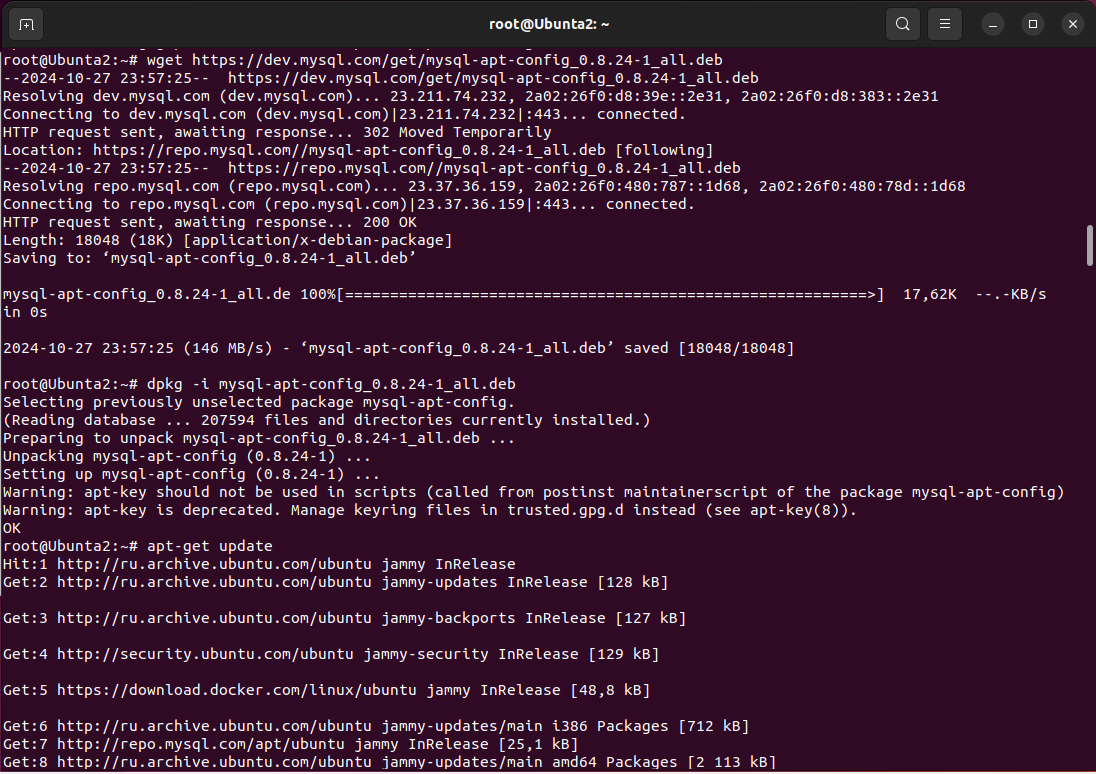 root@Ubunta2: ~
root@Ubunta2:~# wget https://dev.mysql.com/get/mysql-apt-config_0.8.24-1_all.deb
--2024-10-27 23:57:25--  https://dev.mysql.com/get/mysql-apt-config_0.8.24-1_all.deb
Resolving dev.mysql.com (dev.mysql.com)... 23.211.74.232, 2a02:26f0:d8:39e::2e31, 2a02:26f0:d8:383::2e31
Connecting to dev.mysql.com (dev.mysql.com)|23.211.74.232|:443... connected.
HTTP request sent, awaiting response... 302 Moved Temporarily
Location: https://repo.mysql.com//mysql-apt-config_0.8.24-1_all.deb [following]
--2024-10-27 23:57:25--  https://repo.mysql.com//mysql-apt-config_0.8.24-1_all.deb
Resolving repo.mysql.com (repo.mysql.com)... 23.37.36.159, 2a02:26f0:480:787::1d68, 2a02:26f0:480:78d::1d68
Connecting to repo.mysql.com (repo.mysql.com)|23.37.36.159|:443... connected.
HTTP request sent, awaiting response... 200 OK
Length: 18048 (18K) [application/x-debian-package]
Saving to: ‘mysql-apt-config_0.8.24-1_all.deb’
mysql-apt-config_0.8.24-1_all.de 100%[==========================================================>]  17,62K  --.-KB/s
in 0s
2024-10-27 23:57:25 (146 MB/s) - ‘mysql-apt-config_0.8.24-1_all.deb’ saved [18048/18048]
root@Ubunta2:~# dpkg -i mysql-apt-config_0.8.24-1_all.deb
Selecting previously unselected package mysql-apt-config.
(Reading database ... 207594 files and directories currently installed.)
Preparing to unpack mysql-apt-config_0.8.24-1_all.deb ...
Unpacking mysql-apt-config (0.8.24-1) ...
Setting up mysql-apt-config (0.8.24-1) ...
Warning: apt-key should not be used in scripts (called from postinst maintainerscript of the package mysql-apt-config)
Warning: apt-key is deprecated. Manage keyring files in trusted.gpg.d instead (see apt-key(8)).
OK
root@Ubunta2:~# apt-get update
Hit:1 http://ru.archive.ubuntu.com/ubuntu jammy InRelease
Get:2 http://ru.archive.ubuntu.com/ubuntu jammy-updates InRelease [128 kB]
Get:3 http://ru.archive.ubuntu.com/ubuntu jammy-backports InRelease [127 kB]
Get:4 http://security.ubuntu.com/ubuntu jammy-security InRelease [129 kB]
Get:5 https://download.docker.com/linux/ubuntu jammy InRelease [48,8 kB]
Get:6 http://ru.archive.ubuntu.com/ubuntu jammy-updates/main i386 Packages [712 kB]
Get:7 http://repo.mysql.com/apt/ubuntu jammy InRelease [25,1 kB]
Get:8 http://ru.archive.ubuntu.com/ubuntu jammy-updates/main amd64 Packages [2 113 kB]